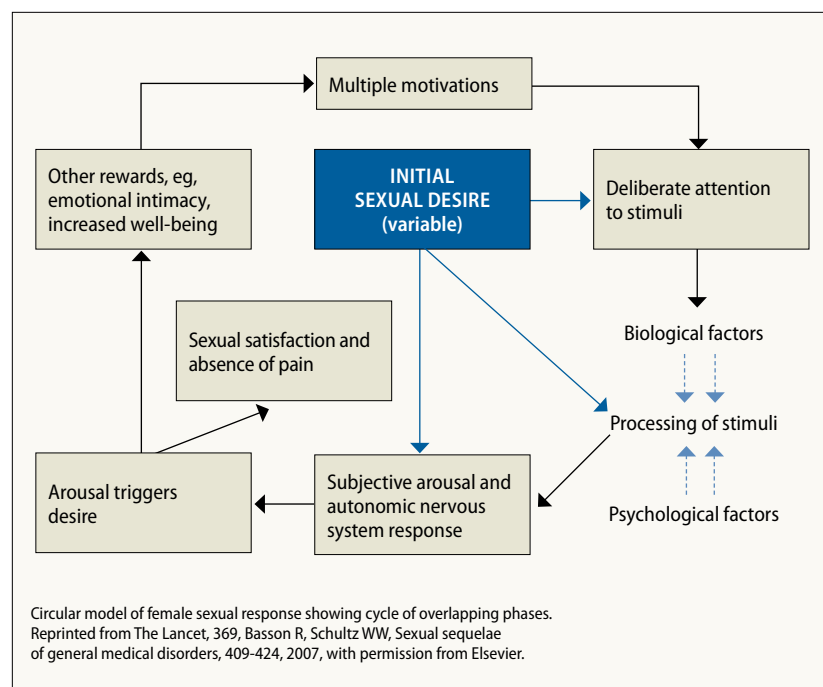 Multiple motivations
Other rewards, eg,
emotional intimacy,
increased well-being
INITIAL
SEXUAL DESIRE
(variable)
Deliberate attention
to stimuli
Sexual satisfaction and
absence of pain
Biological factors
Processing of stimuli
Psychological factors
Arousal triggers
desire
Subjective arousal and
autonomic nervous
system response
Circular model of female sexual response showing cycle of overlapping phases.
Reprinted from The Lancet, 369, Basson R, Schultz WW, Sexual sequelae
of general medical disorders, 409-424, 2007, with permission from Elsevier.